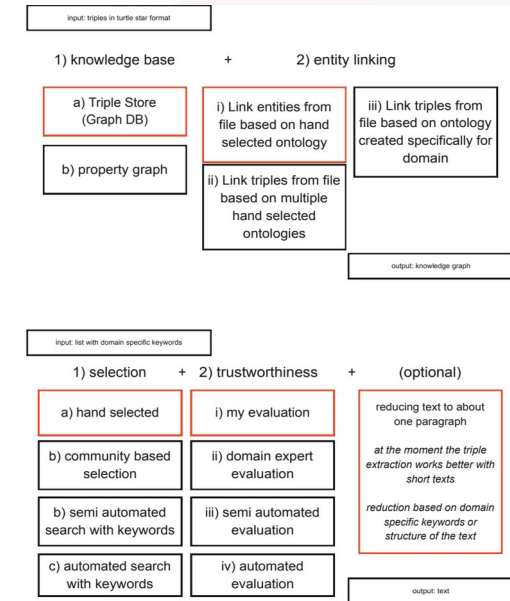 input: triples in turtle star format
1) knowledge base + 2) entity linking
a) Triple Store
(Graph DB)
b) property graph
i) Link entities from
file based on hand
selected ontology
ii) Link triples from file
based on multiple
hand selected
ontologies
iii) Link triples from
file based on ontology
created specifically for
domain
output: knowledge graph
input: list with domain specific keywords
1) selection + 2) trustworthiness + (optional)
a) hand selected
b) community based
selection
b) semi automated
search with keywords
c) automated search
with keywords
i) my evaluation
ii) domain expert
evaluation
iii) semi automated
evaluation
iv) automated
evaluation
reducing text to about
one paragraph
at the moment the triple
extraction works better with
short texts
reduction based on domain
specific keywords or
structure of the text
output: text